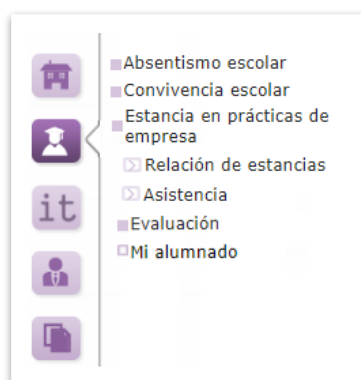 Absentismo escolar
Convivencia escolar
Estancia en prácticas de
empresa
Relación de estancias
Asistencia
it
Evaluación
Mi alumnado